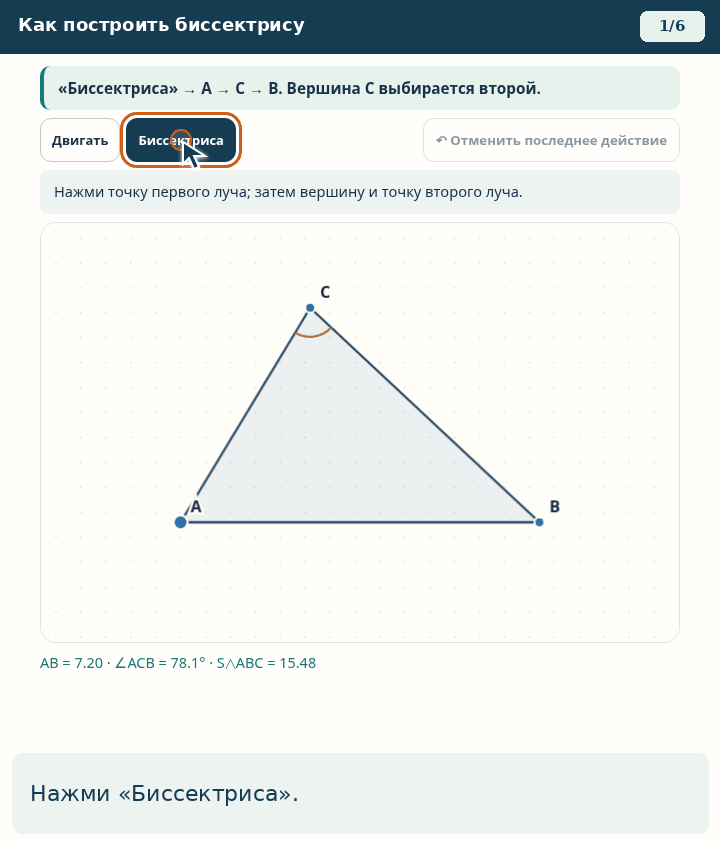 Как построить биссектрису
1/6
«Биссектриса» → A → C → B. Вершина C выбирается второй.
Двигать
Биссектриса
↶ Отменить последнее действие
Нажми точку первого луча; затем вершину и точку второго луча.
C
A
B
AB = 7.20 · ∠ACB = 78.1° · S△ABC = 15.48
Нажми «Биссектриса».